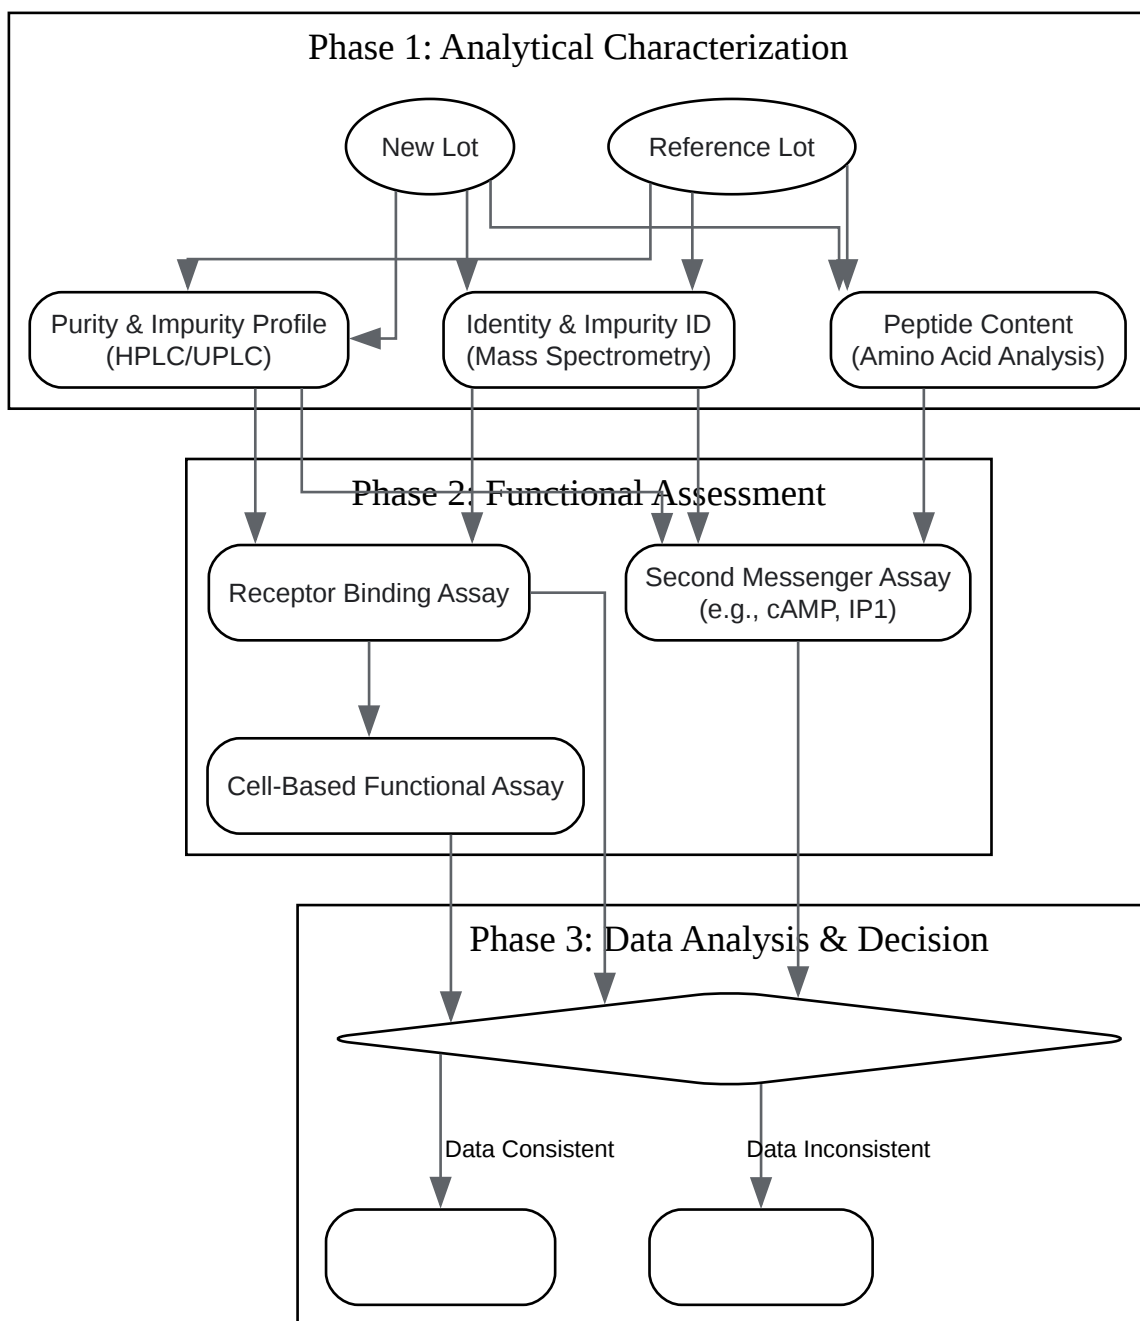 Phase 1: Analytical Characterization
New Lot
Reference Lot
Purity & Impurity Profile
(HPLC/UPLC)
Identity & Impurity ID
(Mass Spectrometry)
Peptide Content
(Amino Acid Analysis)
Phase 2: Functional Assessment
Receptor Binding Assay
Second Messenger Assay
(e.g., cAMP, IP1)
Cell-Based Functional Assay
Phase 3: Data Analysis & Decision
Data Consistent
Data Inconsistent